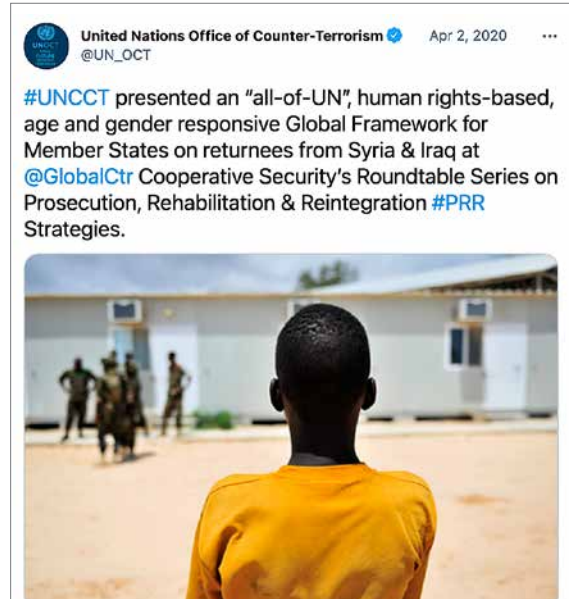 United Nations Office of Counter-Terrorism Apr 2, 2020 ...
@UN_OCT
UNOCT
#UNCCT presented an “all-of-UN”, human rights-based,
age and gender responsive Global Framework for
Member States on returnees from Syria & Iraq at
@GlobalCtr Cooperative Security’s Roundtable Series on
Prosecution, Rehabilitation & Reintegration #PRR
Strategies.